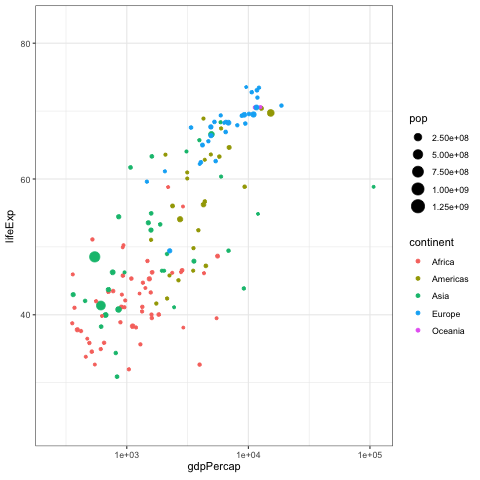 80
60
40
lifeExp
1e+03
1e+04
1e+05
gdpPercap
pop
2.50e+08
5.00e+08
7.50e+08
1.00e+09
1.25e+09
continent
Africa
Americas
Asia
Europe
Oceania